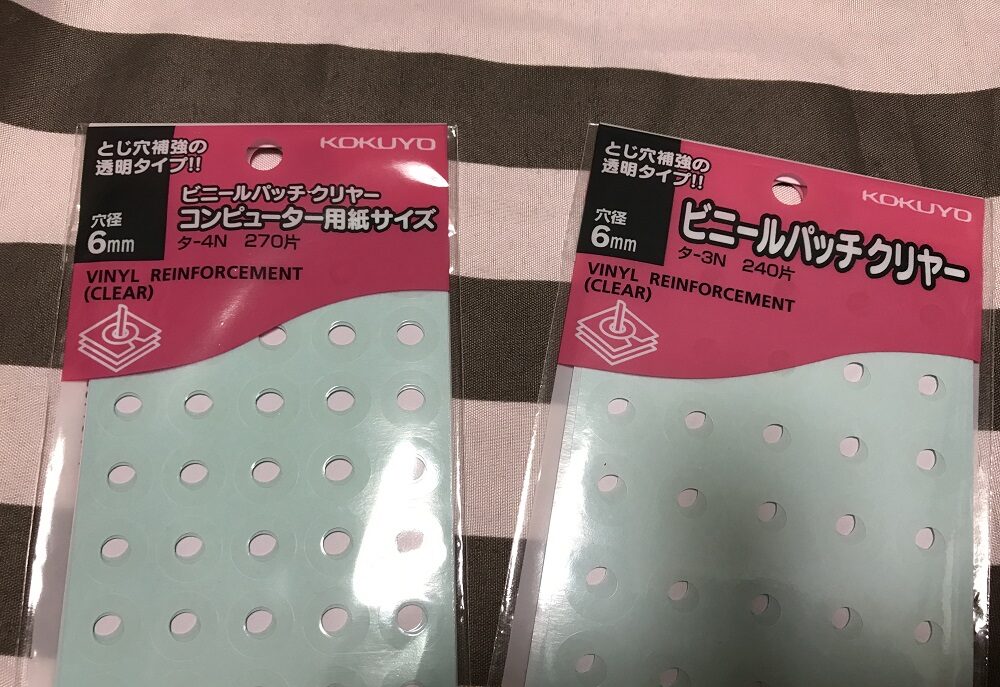 とじ穴補強の
透明タイプ!!
KOKUYO
穴径
6mm
ビニールパッチクリヤー
コンピューター用紙サイズ
タ-4N 270片
VINYL REINFORCEMENT
(CLEAR)
とじ穴補強の
透明タイプ!!
KOKUYO
穴径
6mm
ビニールパッチクリヤー
タ-3N 240片
VINYL REINFORCEMENT
(CLEAR)